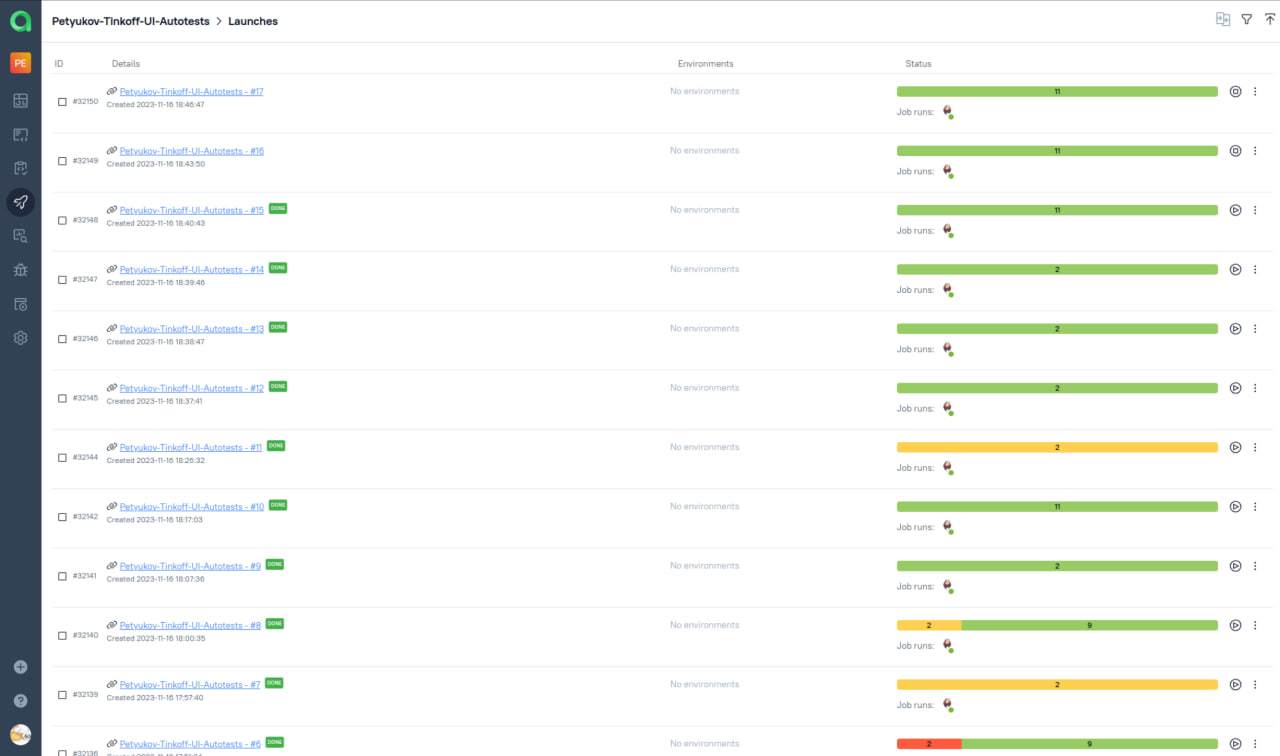 Petyukov-TInkoff-UI-Autotests > Launches
PE
ID Details Environments Status
Petyukov-Tinkoff-UI-Autotests - #17 No environments 11
#32150 Created 2023-11-16 18:46:47
Job runs:
Petyukov-Tinkoff-UI-Autotests - #16 No environments 11
#32149 Created 2023-11-16 18:43:50
Job runs:
Petyukov-Tinkoff-UI-Autotests - #15 DONE No environments 11
#32148 Created 2023-11-16 18:40:43
Job runs:
Petyukov-Tinkoff-UI-Autotests - #14 DONE No environments 2
#32147 Created 2023-11-16 18:39:46
Job runs:
Petyukov-Tinkoff-UI-Autotests - #13 DONE No environments 2
#32146 Created 2023-11-16 18:38:47
Job runs:
Petyukov-Tinkoff-UI-Autotests - #12 DONE No environments 2
#32145 Created 2023-11-16 18:37:41
Job runs:
Petyukov-Tinkoff-UI-Autotests - #11 DONE No environments 2
#32144 Created 2023-11-16 18:26:32
Job runs:
Petyukov-Tinkoff-UI-Autotests - #10 DONE No environments 11
#32142 Created 2023-11-16 18:17:03
Job runs:
Petyukov-Tinkoff-UI-Autotests - #9 DONE No environments 2
#32141 Created 2023-11-16 18:07:36
Job runs:
Petyukov-Tinkoff-UI-Autotests - #8 DONE No environments 2 9
#32140 Created 2023-11-16 18:00:35
Job runs:
Petyukov-Tinkoff-UI-Autotests - #7 DONE No environments 2
#32139 Created 2023-11-16 17:57:40
Job runs:
Petyukov-Tinkoff-UI-Autotests - #6 DONE No environments 2 9
#32136